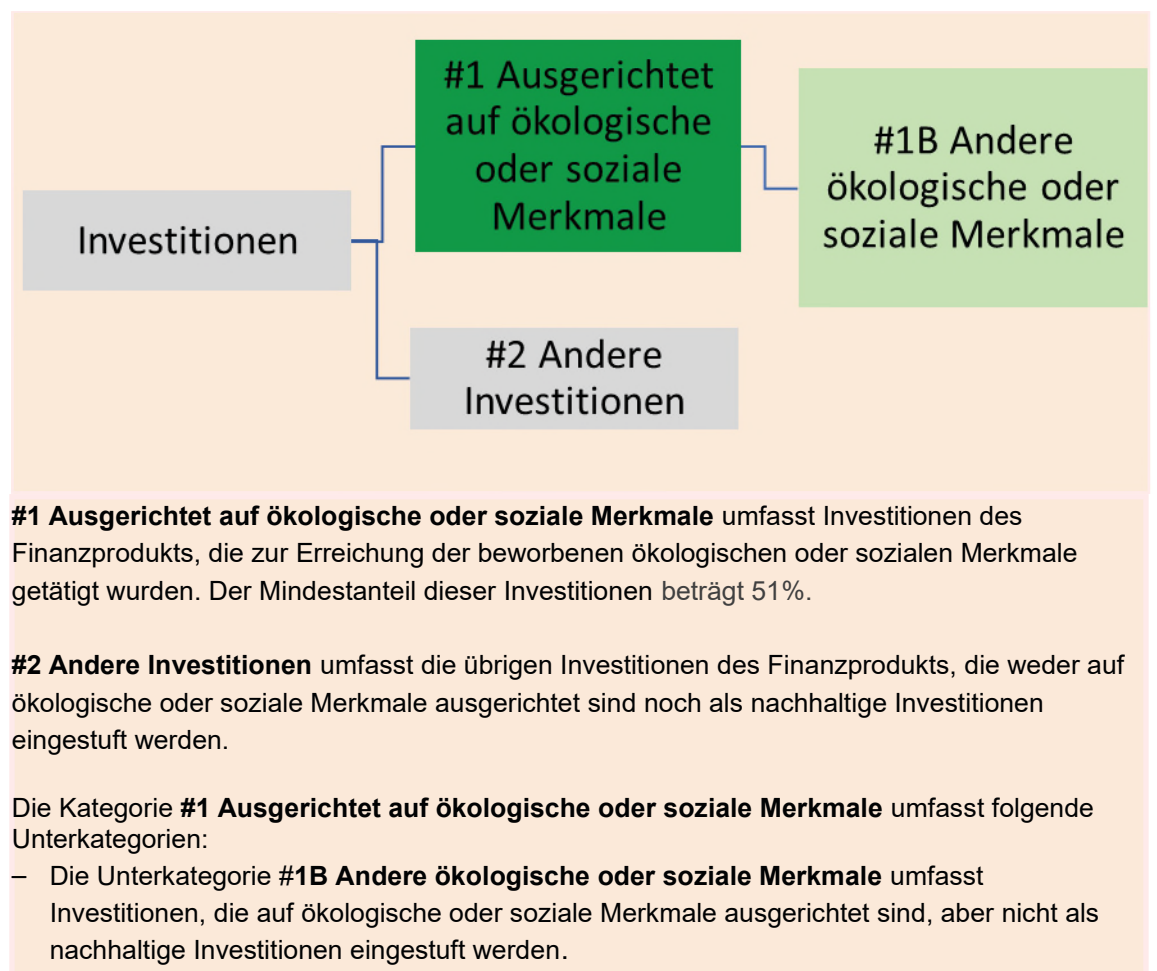 #1 Ausgerichtet
auf ökologische
oder soziale
Merkmale
#1B Andere
ökologische oder
soziale Merkmale
Investitionen
#2 Andere
Investitionen
#1 Ausgerichtet auf ökologische oder soziale Merkmale umfasst Investitionen des
Finanzprodukts, die zur Erreichung der beworbenen ökologischen oder sozialen Merkmale
getätigt wurden. Der Mindestanteil dieser Investitionen beträgt 51%.
#2 Andere Investitionen umfasst die übrigen Investitionen des Finanzprodukts, die weder auf
ökologische oder soziale Merkmale ausgerichtet sind noch als nachhaltige Investitionen
eingestuft werden.
Die Kategorie #1 Ausgerichtet auf ökologische oder soziale Merkmale umfasst folgende
Unterkategorien:
– Die Unterkategorie #1B Andere ökologische oder soziale Merkmale umfasst
Investitionen, die auf ökologische oder soziale Merkmale ausgerichtet sind, aber nicht als
nachhaltige Investitionen eingestuft werden.